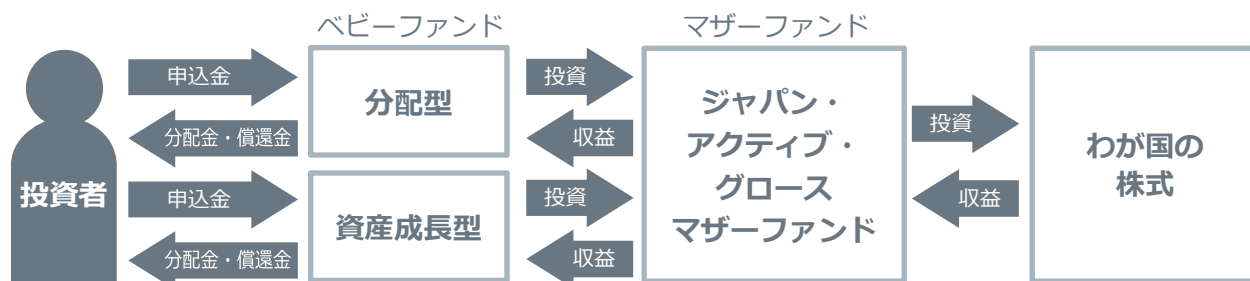 ベビーファンド
マザーファンド
投資者
申込金
分配金・償還金
申込金
分配金・償還金
分配型
資産成長型
投資
収益
投資
収益
ジャパン・
アクティブ・
グロース
マザーファンド
投資
収益
わが国の
株式